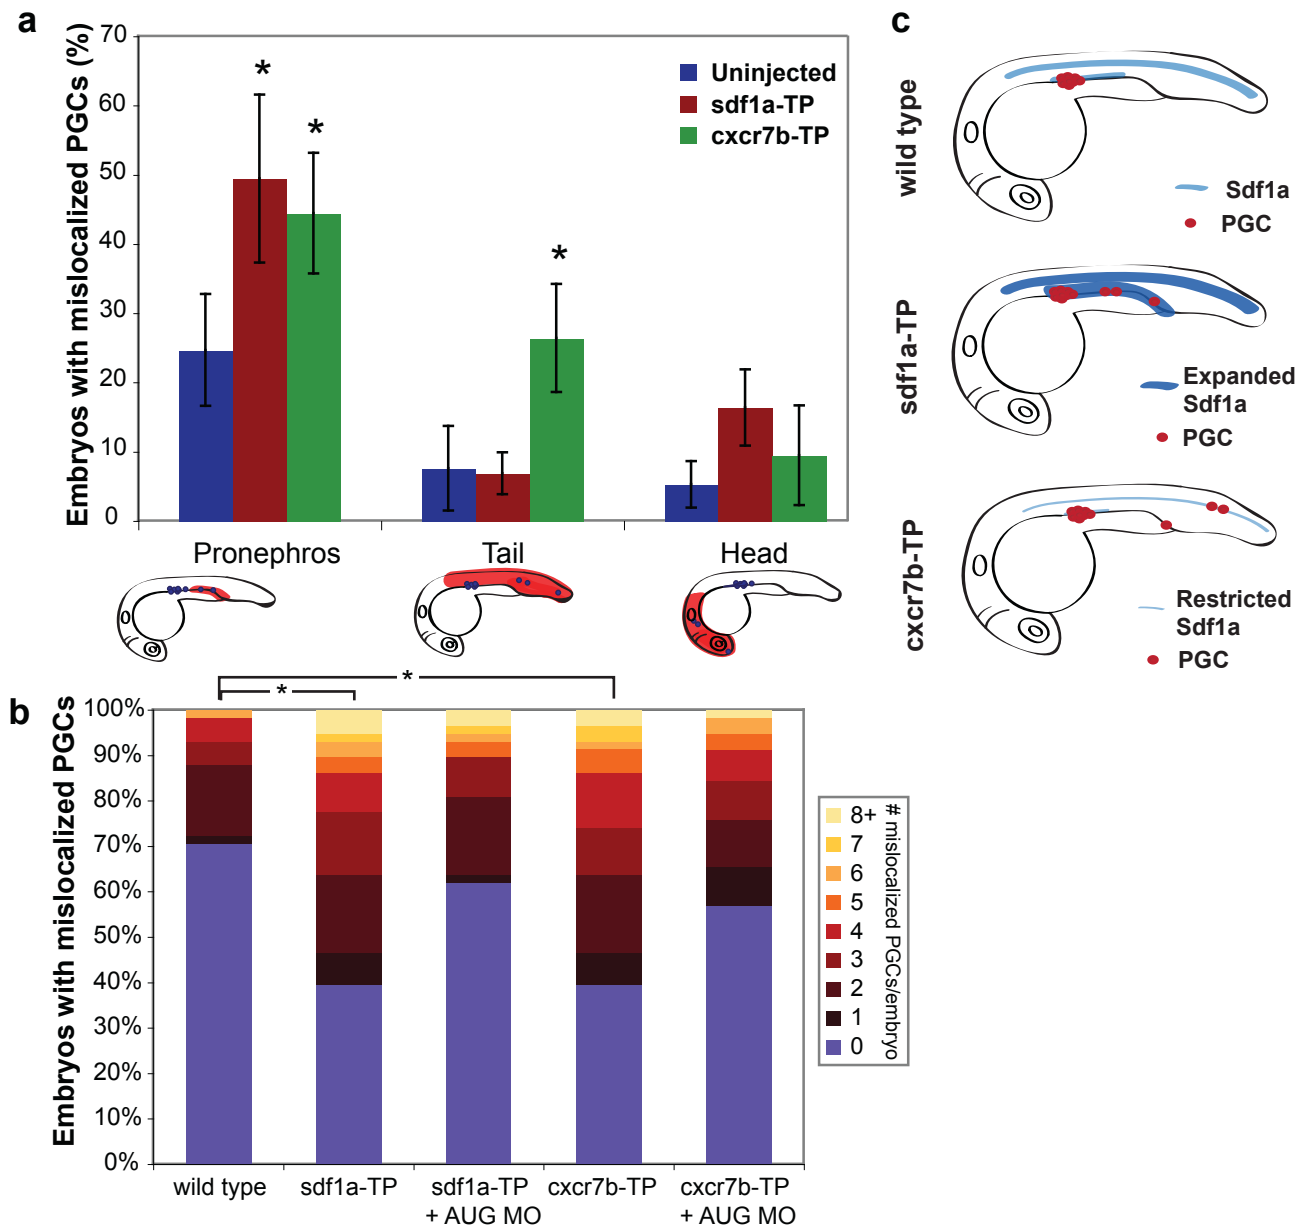 a
Embryos with mislocalized PGCs (%)
70
60
50
40
30
20
10
0
*
*
*
Uninjected
sdf1a-TP
cxcr7b-TP
Pronephros
Tail
Head
b
Embryos with mislocalized PGCs
100%
90%
80%
70%
60%
50%
40%
30%
20%
10%
0%
*
*
wild type
sdf1a-TP
sdf1a-TP
+ AUG MO
cxcr7b-TP
cxcr7b-TP
+ AUG MO
8+
7
6
5
4
3
2
1
0
# mislocalized PGCs/embryo
c
wild type
Sdf1a
PGC
sdf1a-TP
Expanded
Sdf1a
PGC
cxcr7b-TP
Restricted
Sdf1a
PGC